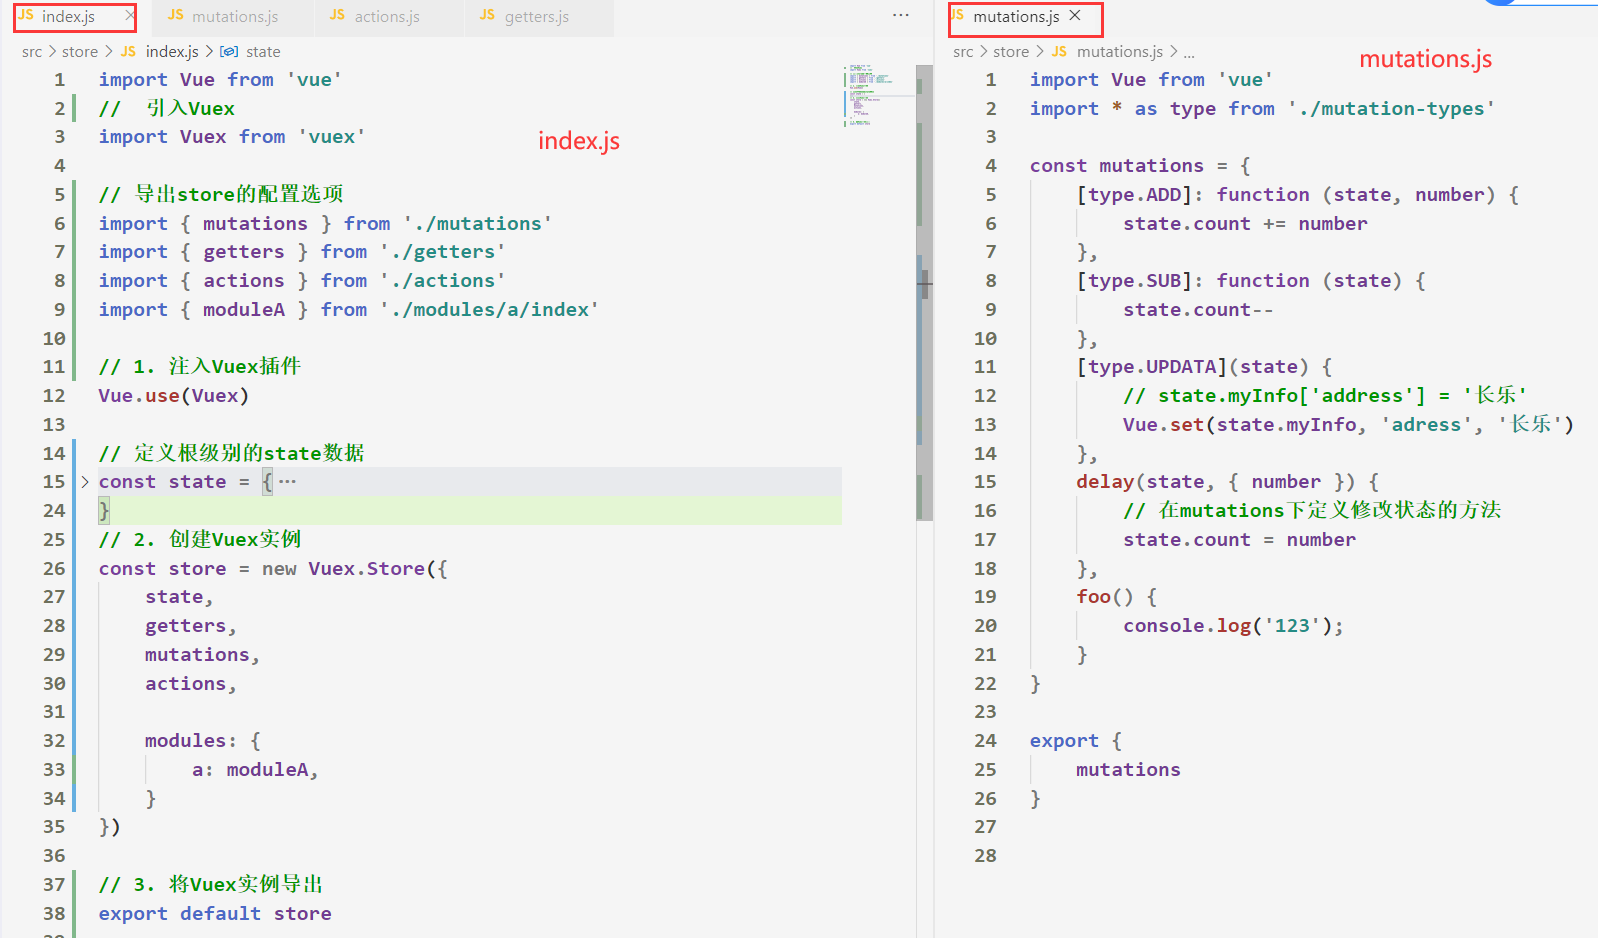 JS index.js × JS mutations.js JS actions.js JS getters.js ···
src > store > JS index.js > state
1 import Vue from 'vue'
2 //  引入Vuex
3 import Vuex from 'vuex'
4
5 // 导出store的配置选项
6 import { mutations } from './mutations'
7 import { getters } from './getters'
8 import { actions } from './actions'
9 import { moduleA } from './modules/a/index'
10
11 // 1. 注入Vuex插件
12 Vue.use(Vuex)
13
14 // 定义根级别的state数据
15 > const state = { ···
24 }
25 // 2. 创建Vuex实例
26 const store = new Vuex.Store({
27     state,
28     getters,
29     mutations,
30     actions,
31
32     modules: {
33         a: moduleA,
34     }
35 })
36
37 // 3. 将Vuex实例导出
38 export default store
index.js
JS mutations.js ×
src > store > JS mutations.js > ...
mutations.js
1 import Vue from 'vue'
2 import * as type from './mutation-types'
3
4 const mutations = {
5     [type.ADD]: function (state, number) {
6         state.count += number
7     },
8     [type.SUB]: function (state) {
9         state.count--
10     },
11     [type.UPDATA](state) {
12         // state.myInfo['address'] = '长乐'
13         Vue.set(state.myInfo, 'adress', '长乐')
14     },
15     delay(state, { number }) {
16         // 在mutations下定义修改状态的方法
17         state.count = number
18     },
19     foo() {
20         console.log('123');
21     }
22 }
23
24 export {
25     mutations
26 }
27
28